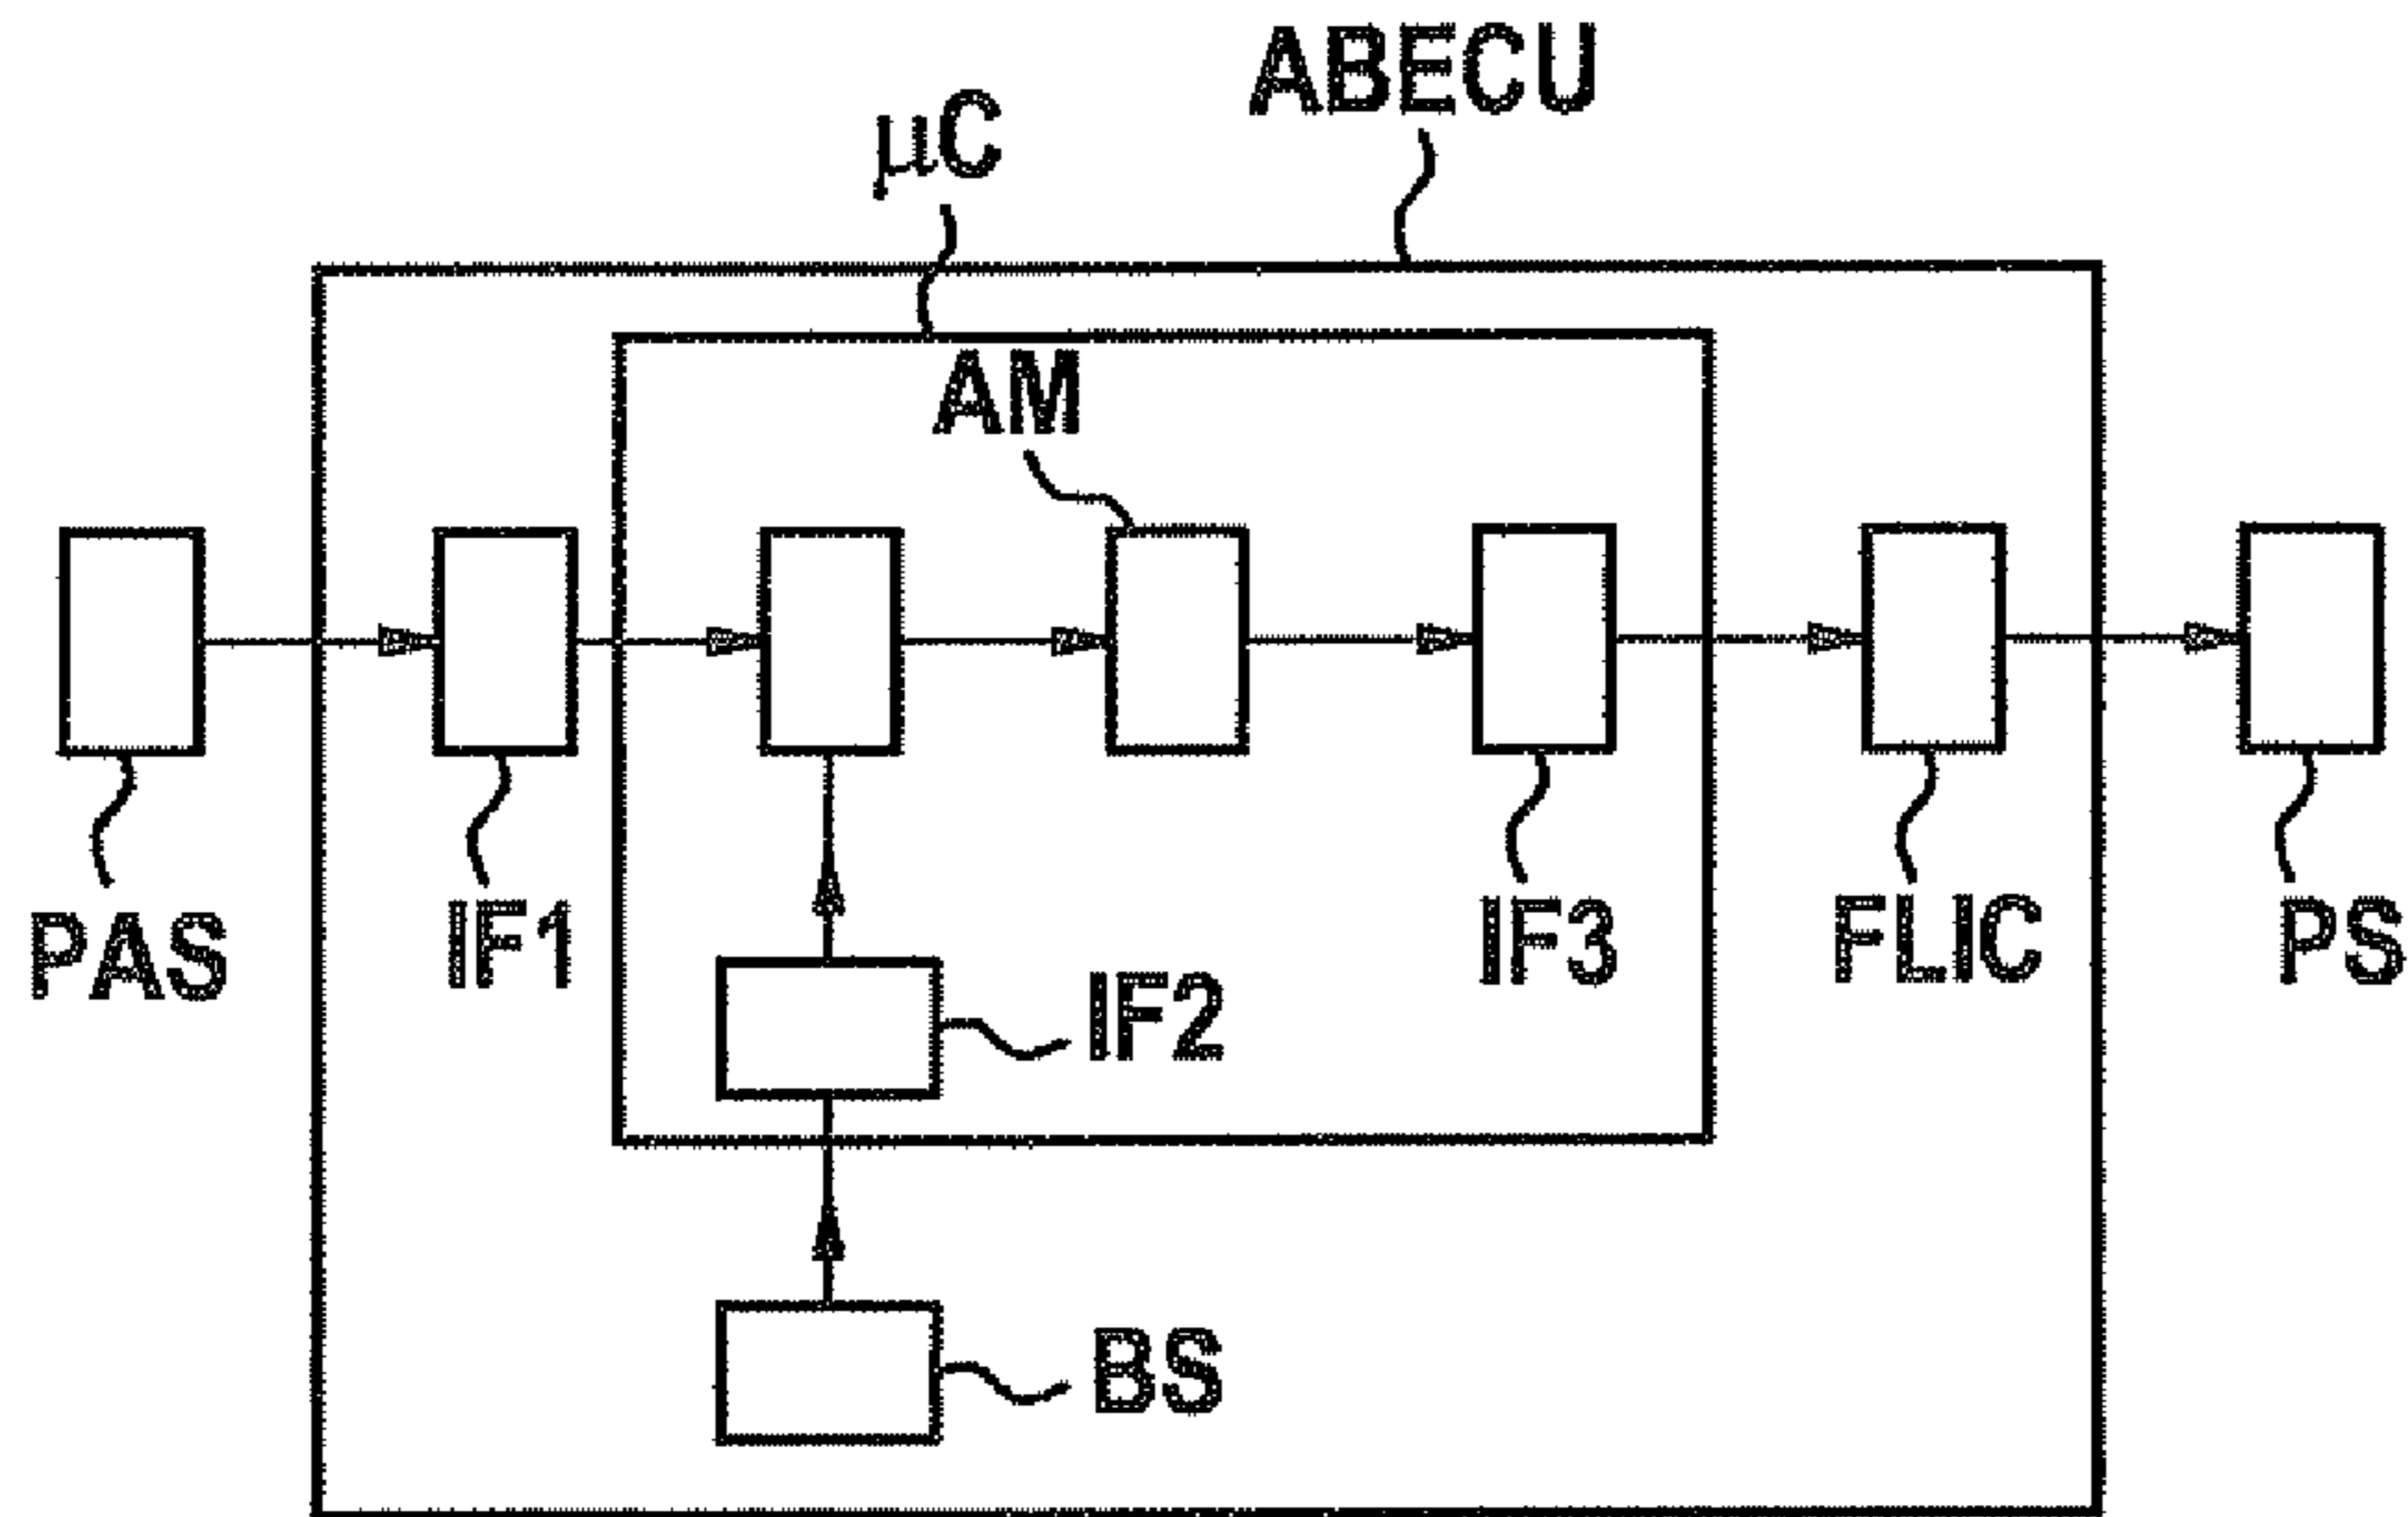 ABECU
μC
AM
PAS
IF1
IF3
FLIC
PS
IF2
BS